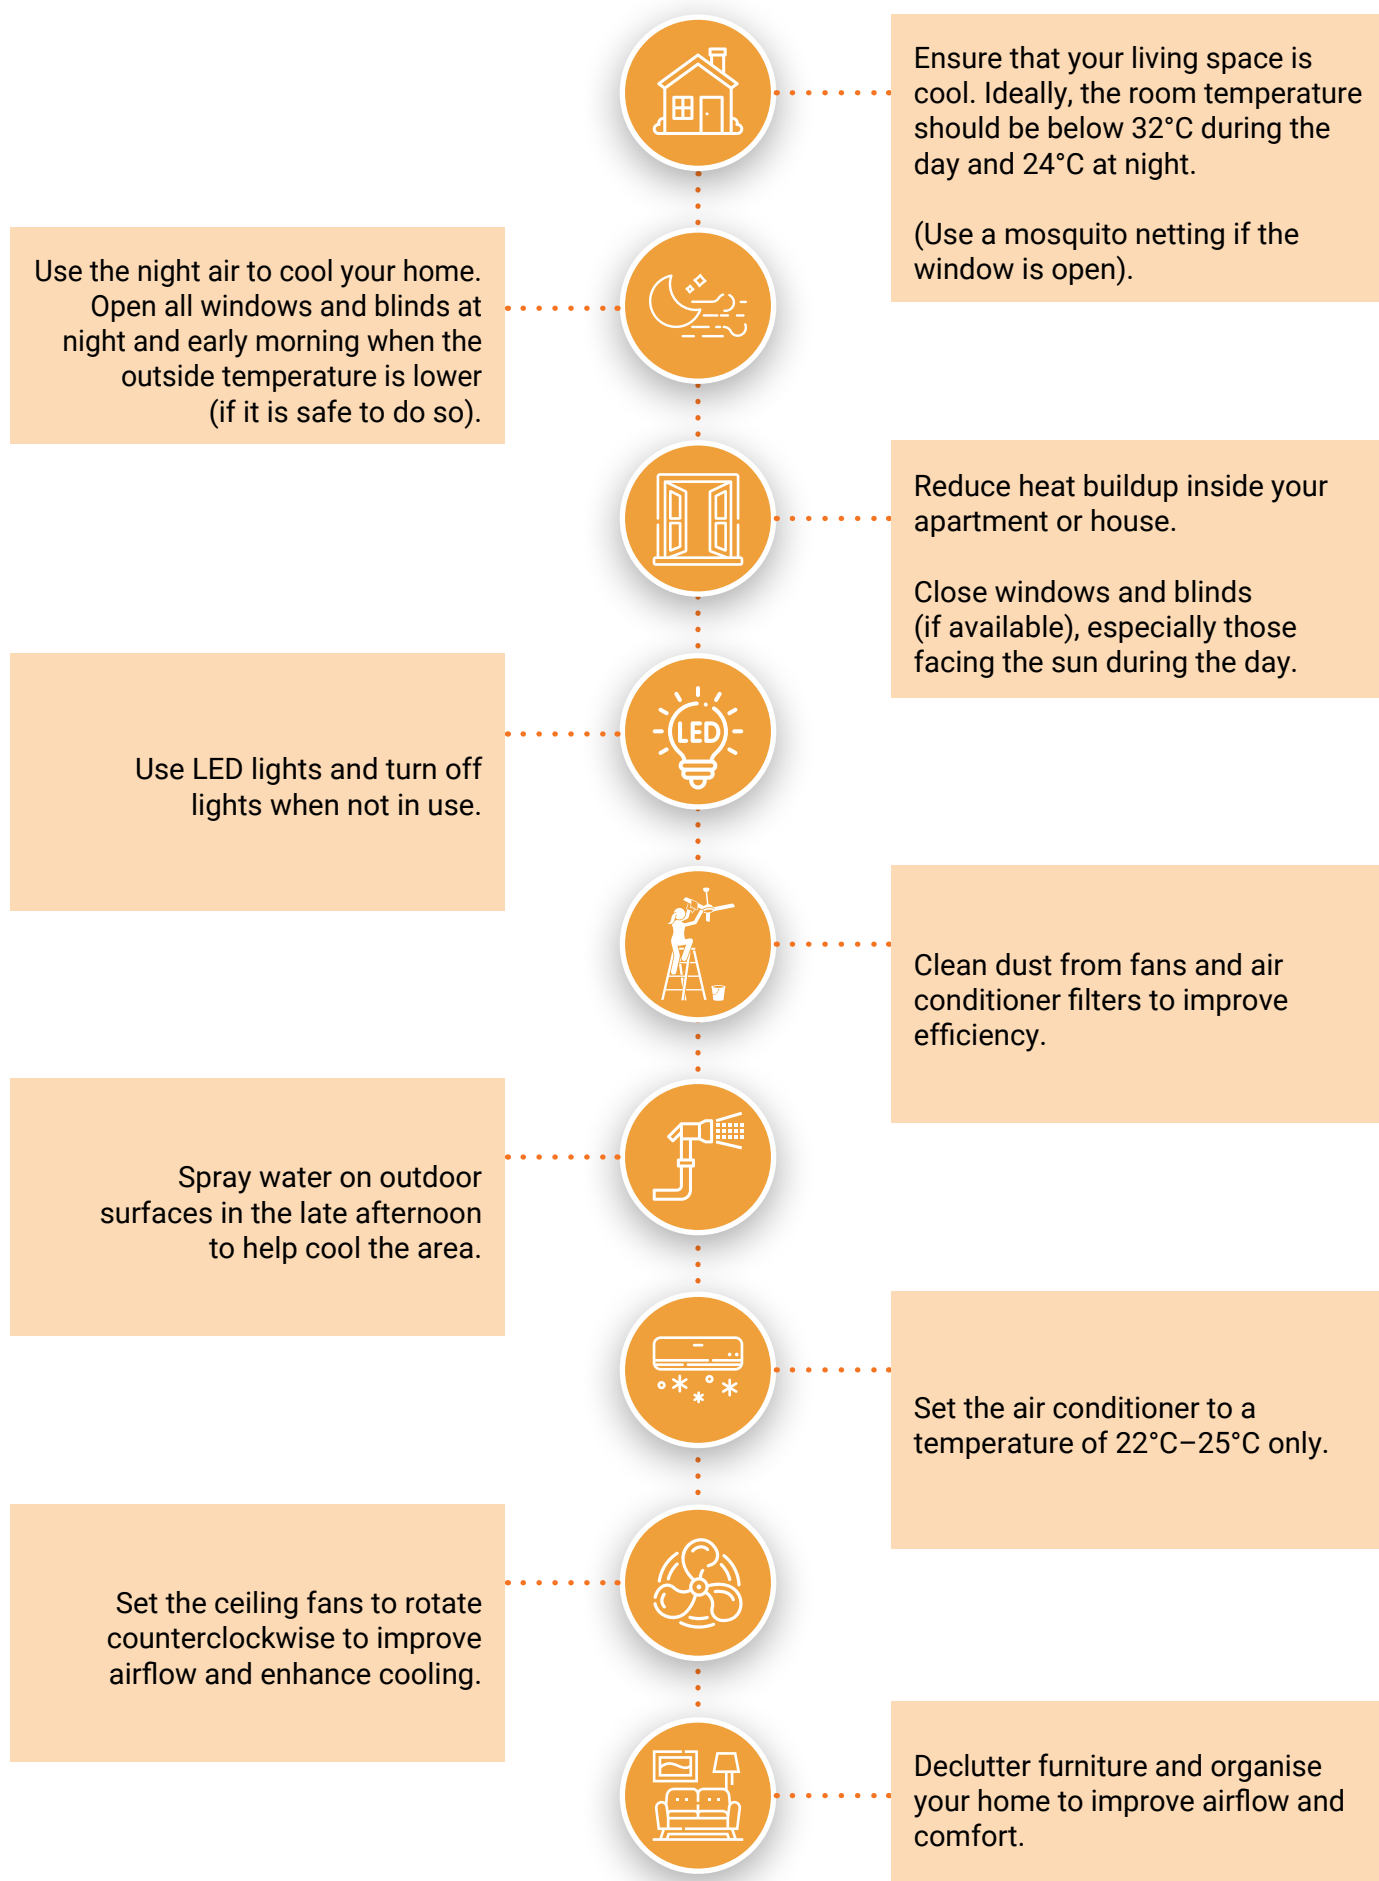 Ensure that your living space is
cool. Ideally, the room temperature
should be below 32°C during the
day and 24°C at night.
(Use a mosquito netting if the
window is open).
Use the night air to cool your home.
Open all windows and blinds at
night and early morning when the
outside temperature is lower
(if it is safe to do so).
Reduce heat buildup inside your
apartment or house.
Close windows and blinds
(if available), especially those
facing the sun during the day.
LED
Use LED lights and turn off
lights when not in use.
Clean dust from fans and air
conditioner filters to improve
efficiency.
Spray water on outdoor
surfaces in the late afternoon
to help cool the area.
Set the air conditioner to a
temperature of 22°C–25°C only.
Set the ceiling fans to rotate
counterclockwise to improve
airflow and enhance cooling.
Declutter furniture and organise
your home to improve airflow and
comfort.